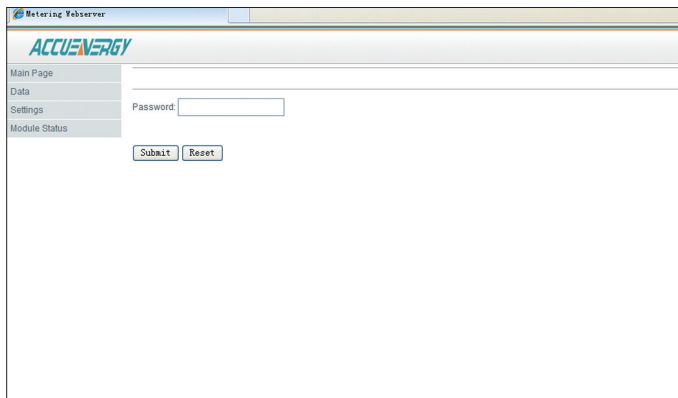 Metering Webserver
ACCUENERGY
Main Page
Data
Settings
Password:
Module Status
Submit Reset